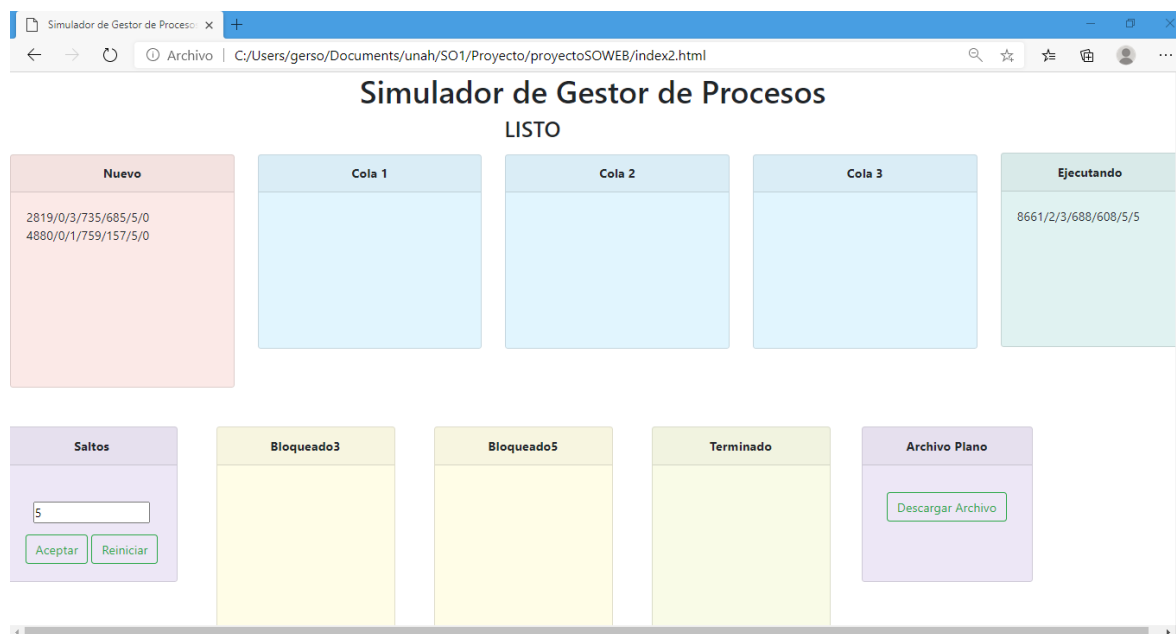 Simulador de Gestor de Proceso
Archivo | C:/Users/gerso/Documents/unah/SO1/Proyecto/proyectoSOWEB/index2.html
Simulador de Gestor de Procesos
LISTO
Nuevo
2819/0/3/735/685/5/0
4880/0/1/759/157/5/0
Cola 1
Cola 2
Cola 3
Ejecutando
8661/2/3/688/608/5/5
Saltos
5
Aceptar Reiniciar
Bloqueado3
Bloqueado5
Terminado
Archivo Plano
Descargar Archivo